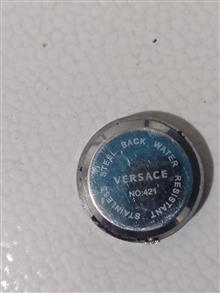 STAINLESS STEEL BACK WATER RESISTANT
VERSACE
NO:421